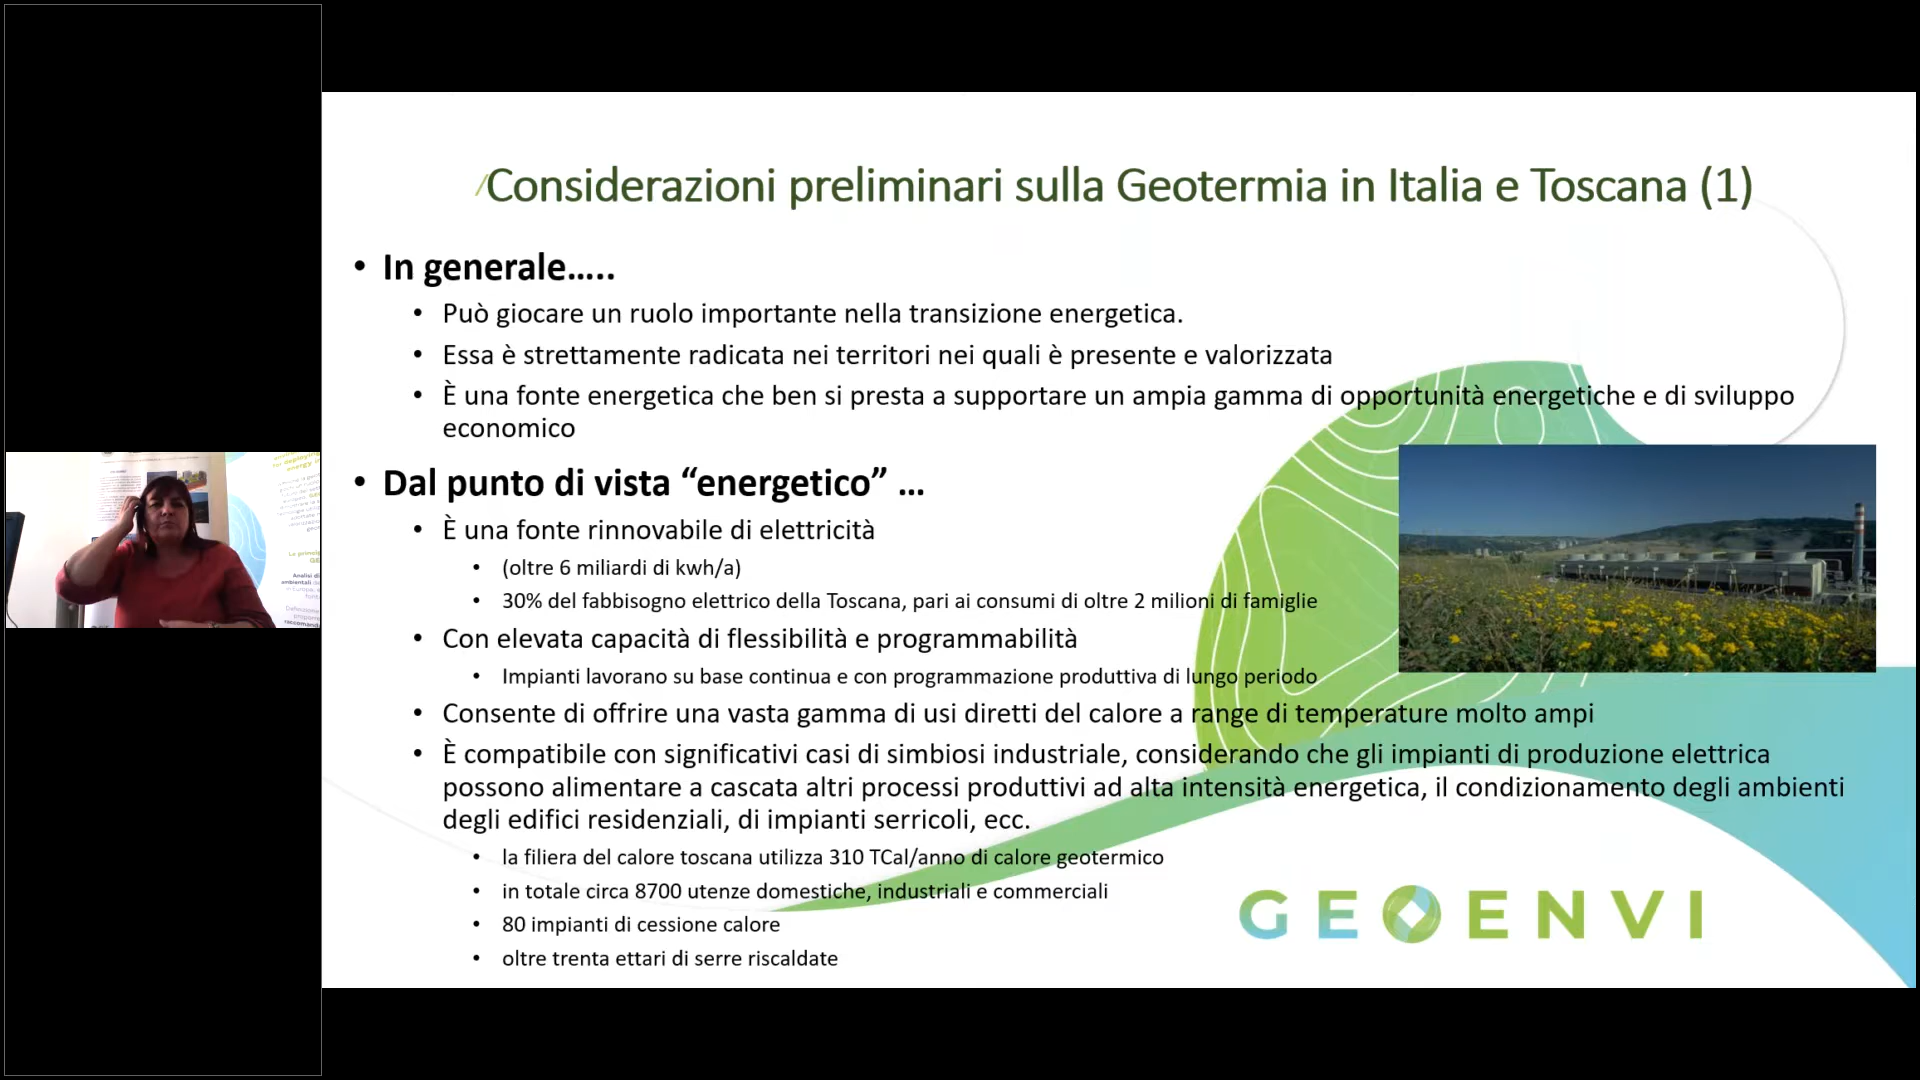 Considerazioni preliminari sulla Geotermia in Italia e Toscana (1)
• In generale…..
• Può giocare un ruolo importante nella transizione energetica.
• Essa è strettamente radicata nei territori nei quali è presente e valorizzata
• È una fonte energetica che ben si presta a supportare un ampia gamma di opportunità energetiche e di sviluppo
economico
• Dal punto di vista “energetico” …
• È una fonte rinnovabile di elettricità
• (oltre 6 miliardi di kwh/a)
• 30% del fabbisogno elettrico della Toscana, pari ai consumi di oltre 2 milioni di famiglie
• Con elevata capacità di flessibilità e programmabilità
• Impianti lavorano su base continua e con programmazione produttiva di lungo periodo
• Consente di offrire una vasta gamma di usi diretti del calore a range di temperature molto ampi
• È compatibile con significativi casi di simbiosi industriale, considerando che gli impianti di produzione elettrica
possono alimentare a cascata altri processi produttivi ad alta intensità energetica, il condizionamento degli ambienti
degli edifici residenziali, di impianti serricoli, ecc.
• la filiera del calore toscana utilizza 310 TCal/anno di calore geotermico
• in totale circa 8700 utenze domestiche, industriali e commerciali
• 80 impianti di cessione calore
• oltre trenta ettari di serre riscaldate
GEOENVI